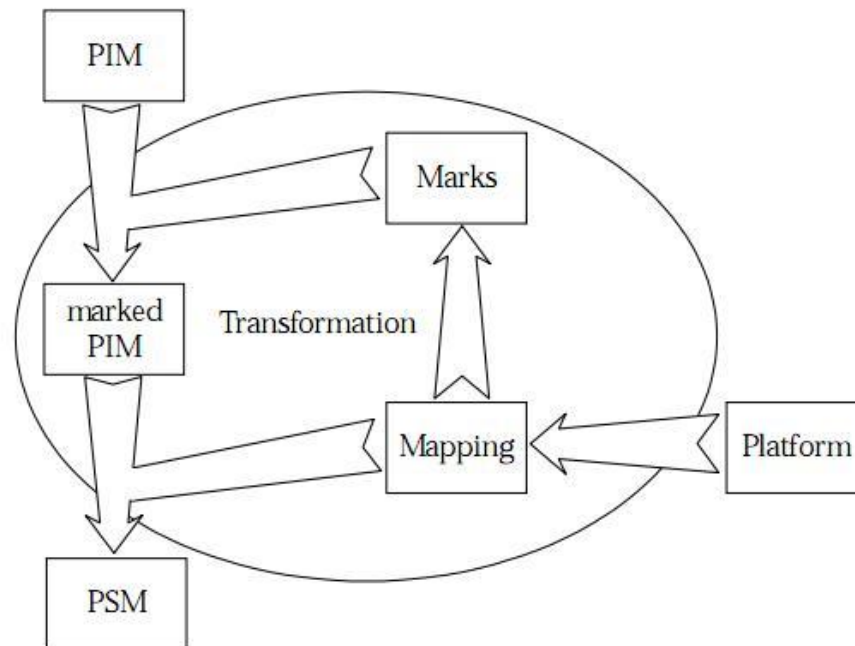 PIM
Marks
marked
PIM
Transformation
Mapping
Platform
PSM